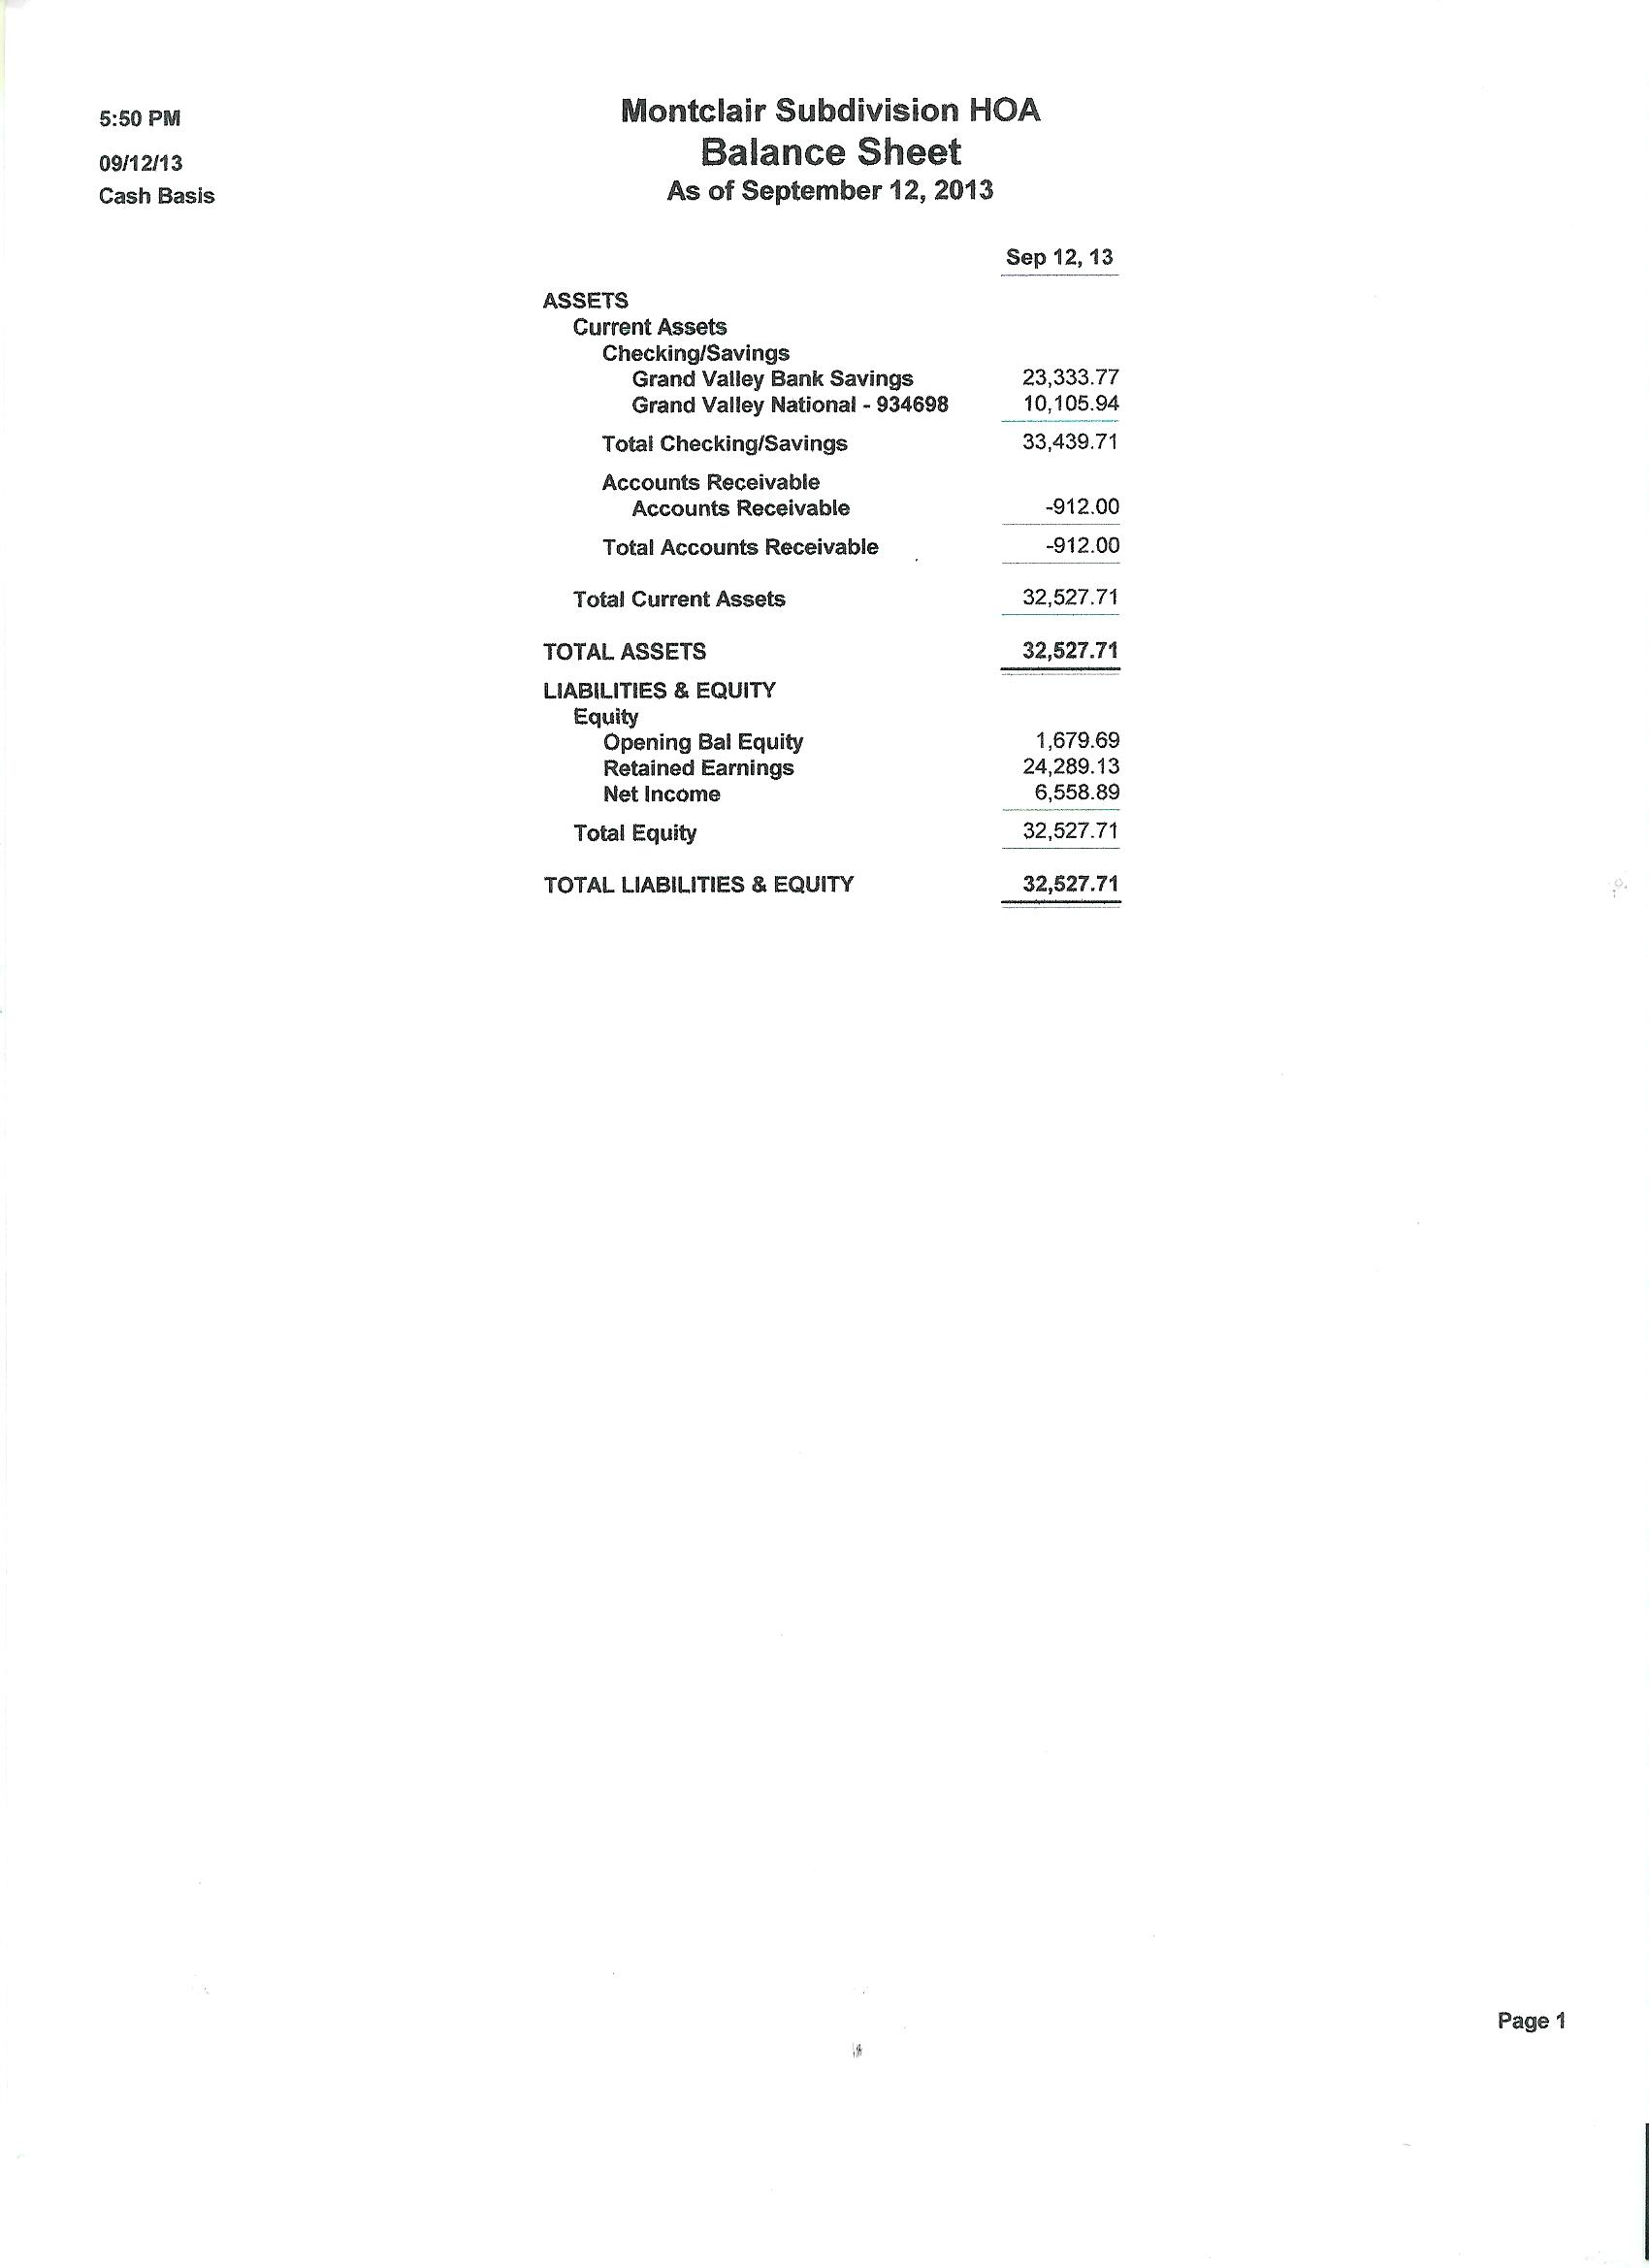 5:50 PM
09/12/13
Cash Basis
Montclair Subdivision HOA
Balance Sheet
As of September 12, 2013
Sep 12, 13
ASSETS
Current Assets
Checking/Savings
Grand Valley Bank Savings 23,333.77
Grand Valley National - 934698 10,105.94
Total Checking/Savings 33,439.71
Accounts Receivable
Accounts Receivable -912.00
Total Accounts Receivable -912.00
Total Current Assets 32,527.71
TOTAL ASSETS 32,527.71
LIABILITIES & EQUITY
Equity
Opening Bal Equity 1,679.69
Retained Earnings 24,289.13
Net Income 6,558.89
Total Equity 32,527.71
TOTAL LIABILITIES & EQUITY 32,527.71
Page 1